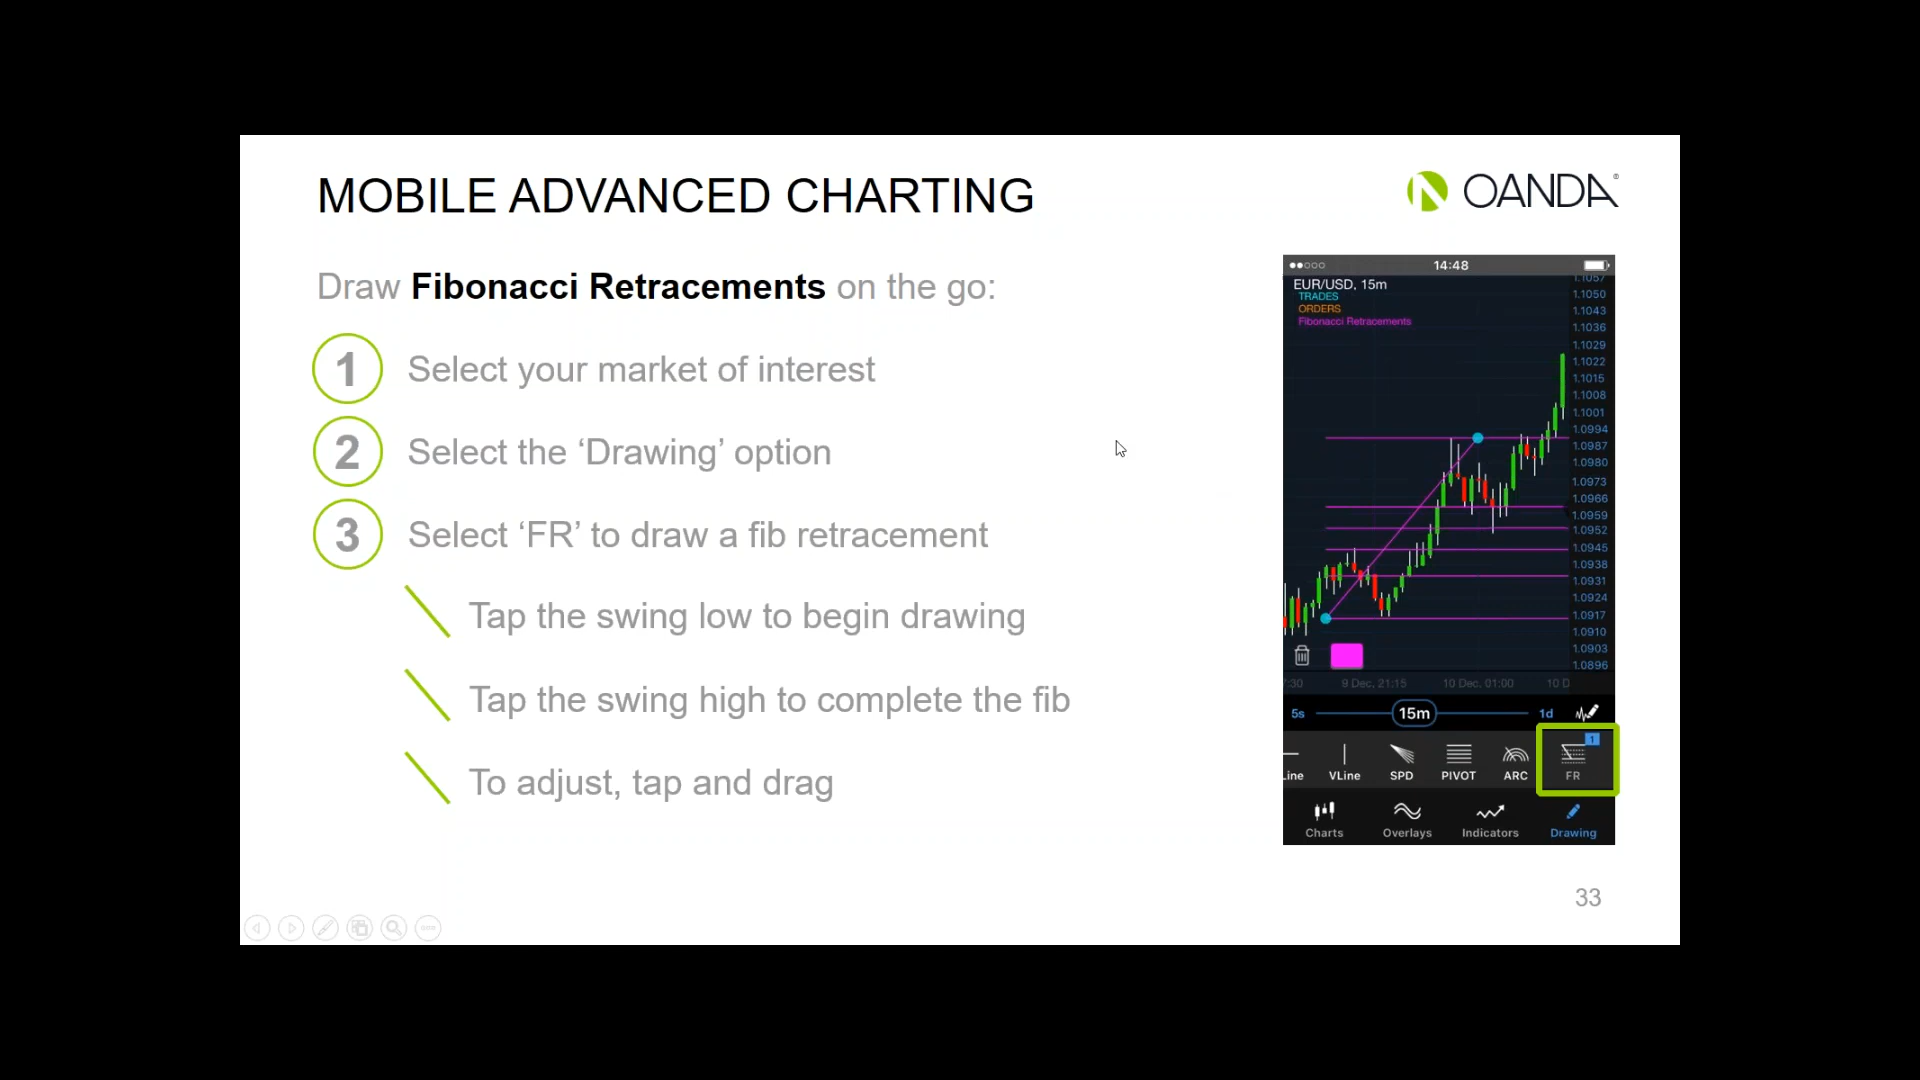 MOBILE ADVANCED CHARTING
OANDA®
Draw Fibonacci Retracements on the go:
1 Select your market of interest
2 Select the ‘Drawing’ option
3 Select ‘FR’ to draw a fib retracement
Tap the swing low to begin drawing
Tap the swing high to complete the fib
To adjust, tap and drag
14:48
EUR/USD, 15m
TRADES
ORDERS
Fibonacci Retracements
1.1057
1.1050
1.1043
1.1036
1.1029
1.1022
1.1015
1.1008
1.1001
1.0994
1.0987
1.0980
1.0973
1.0966
1.0959
1.0952
1.0945
1.0938
1.0931
1.0924
1.0917
1.0910
1.0903
1.0896
:30 9 Dec, 21:15 10 Dec, 01:00 10 D
5s 15m 1d
1
Line VLine SPD PIVOT ARC FR
Charts Overlays Indicators Drawing
33